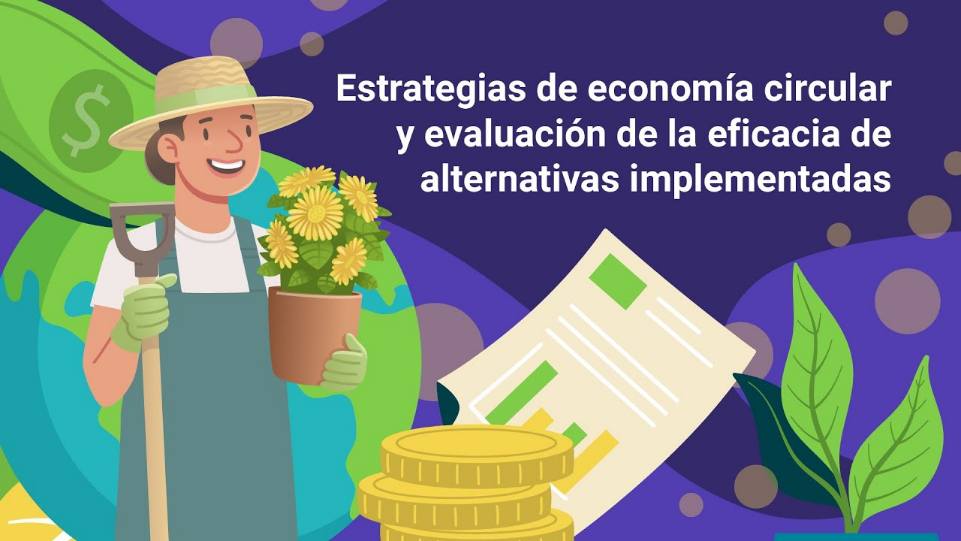 Estrategias de economía circular
y evaluación de la eficacia de
alternativas implementadas
$